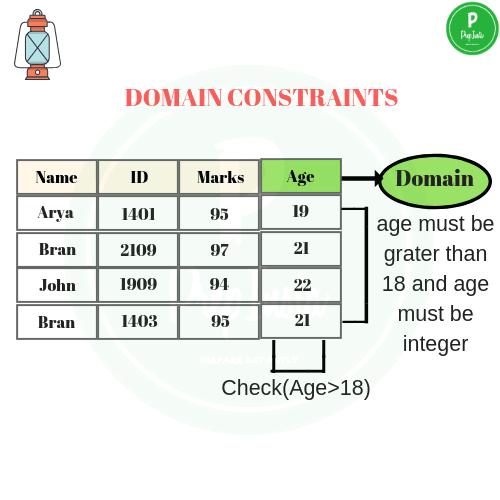 Prep Insta
DOMAIN CONSTRAINTS
Name ID Marks Age Domain
Arya 1401 95 19
Bran 2109 97 21
John 1909 94 22
Bran 1403 95 21
age must be
grater than
18 and age
must be
integer
Check(Age>18)